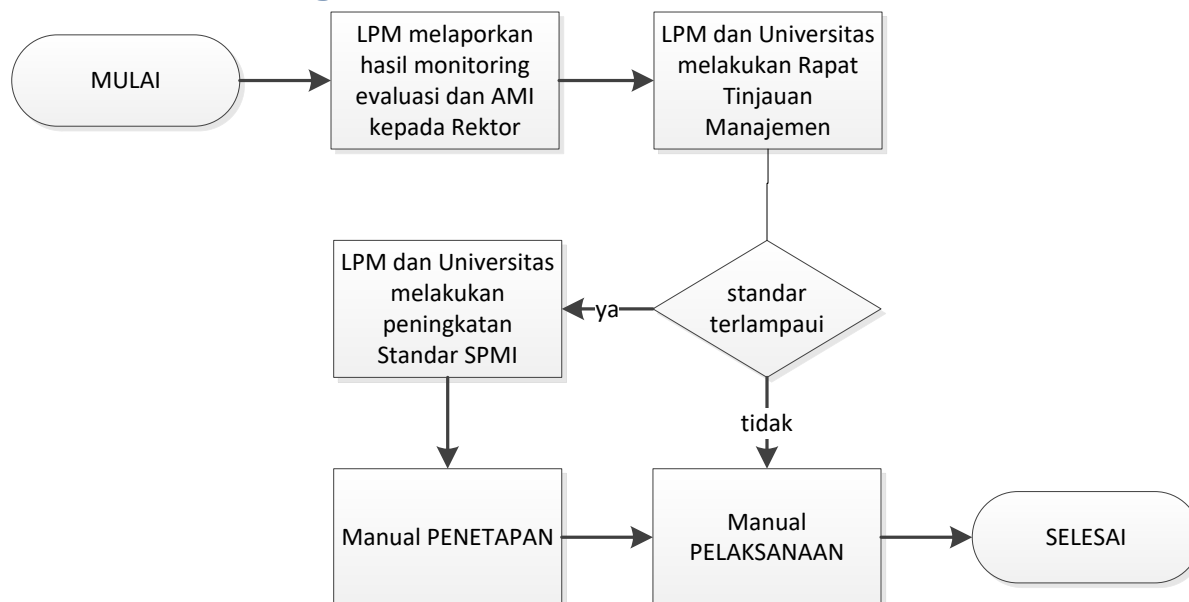 MULAI
LPM melaporkan
hasil monitoring
evaluasi dan AMI
kepada Rektor
LPM dan Universitas
melakukan Rapat
Tinjauan
Manajemen
LPM dan Universitas
melakukan
peningkatan
Standar SPMI
ya
standar
terlampaui
tidak
Manual PENETAPAN
Manual
PELAKSANAAN
SELESAI